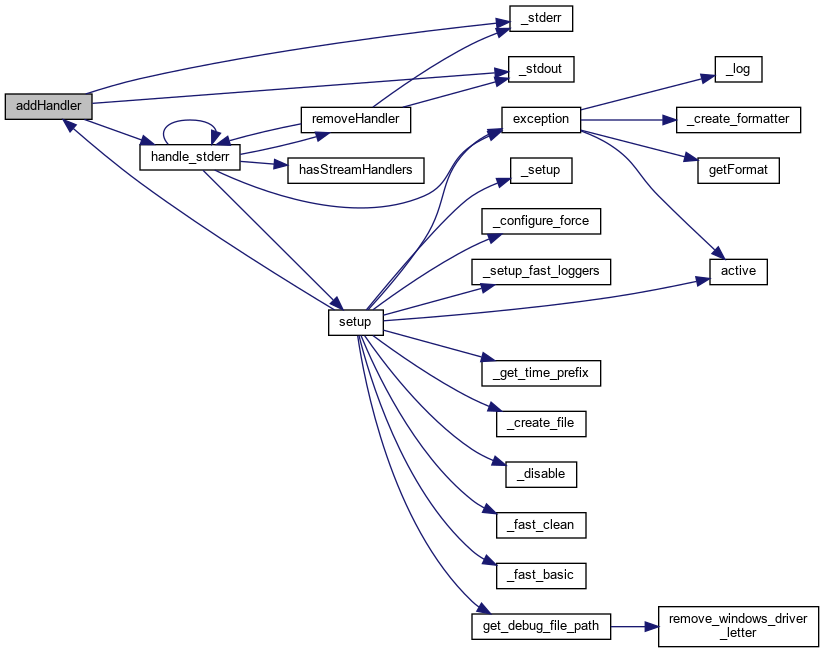 _stderr
_stdout
_log
addHandler
removeHandler
exception
_create_formatter
handle_stderr
hasStreamHandlers
_setup
getFormat
_configure_force
_setup_fast_loggers
active
setup
_get_time_prefix
_create_file
_disable
_fast_clean
_fast_basic
get_debug_file_path
remove_windows_driver
_letter